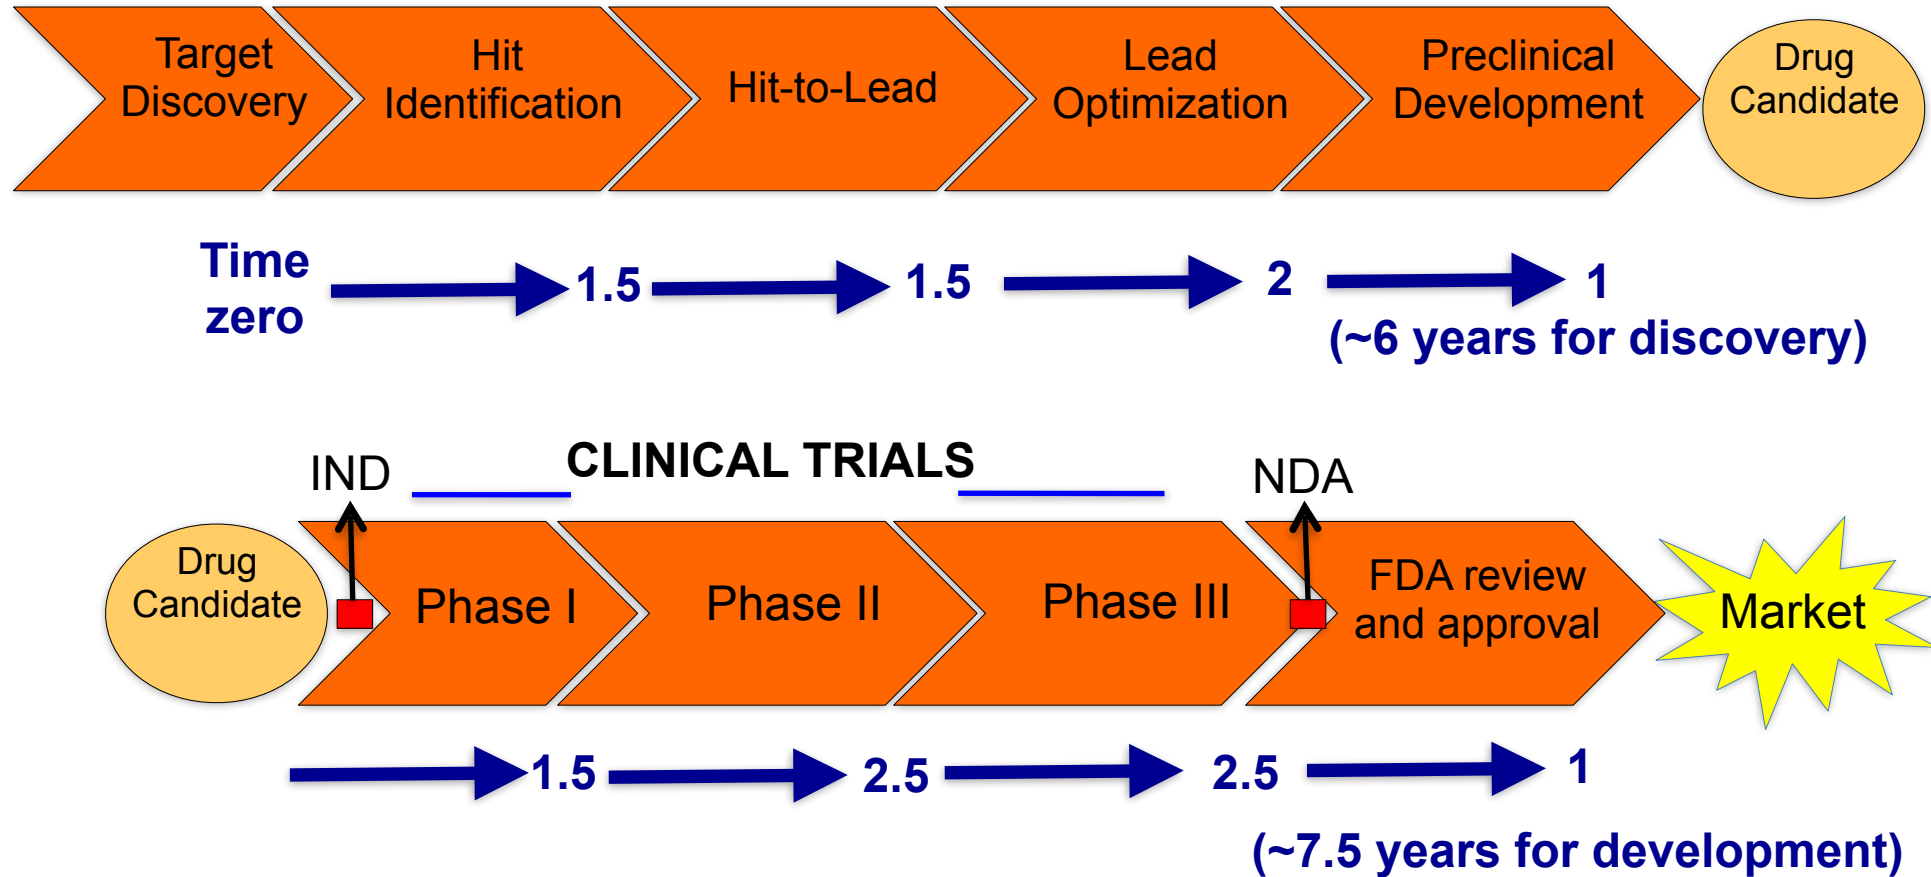 Target
Discovery
Hit
Identification
Hit-to-Lead
Lead
Optimization
Preclinical
Development
Drug
Candidate
Time
zero
1.5
1.5
2
1
(~6 years for discovery)
CLINICAL TRIALS
IND
NDA
Drug
Candidate
Phase I
Phase II
Phase III
FDA review
and approval
Market
1.5
2.5
2.5
1
(~7.5 years for development)